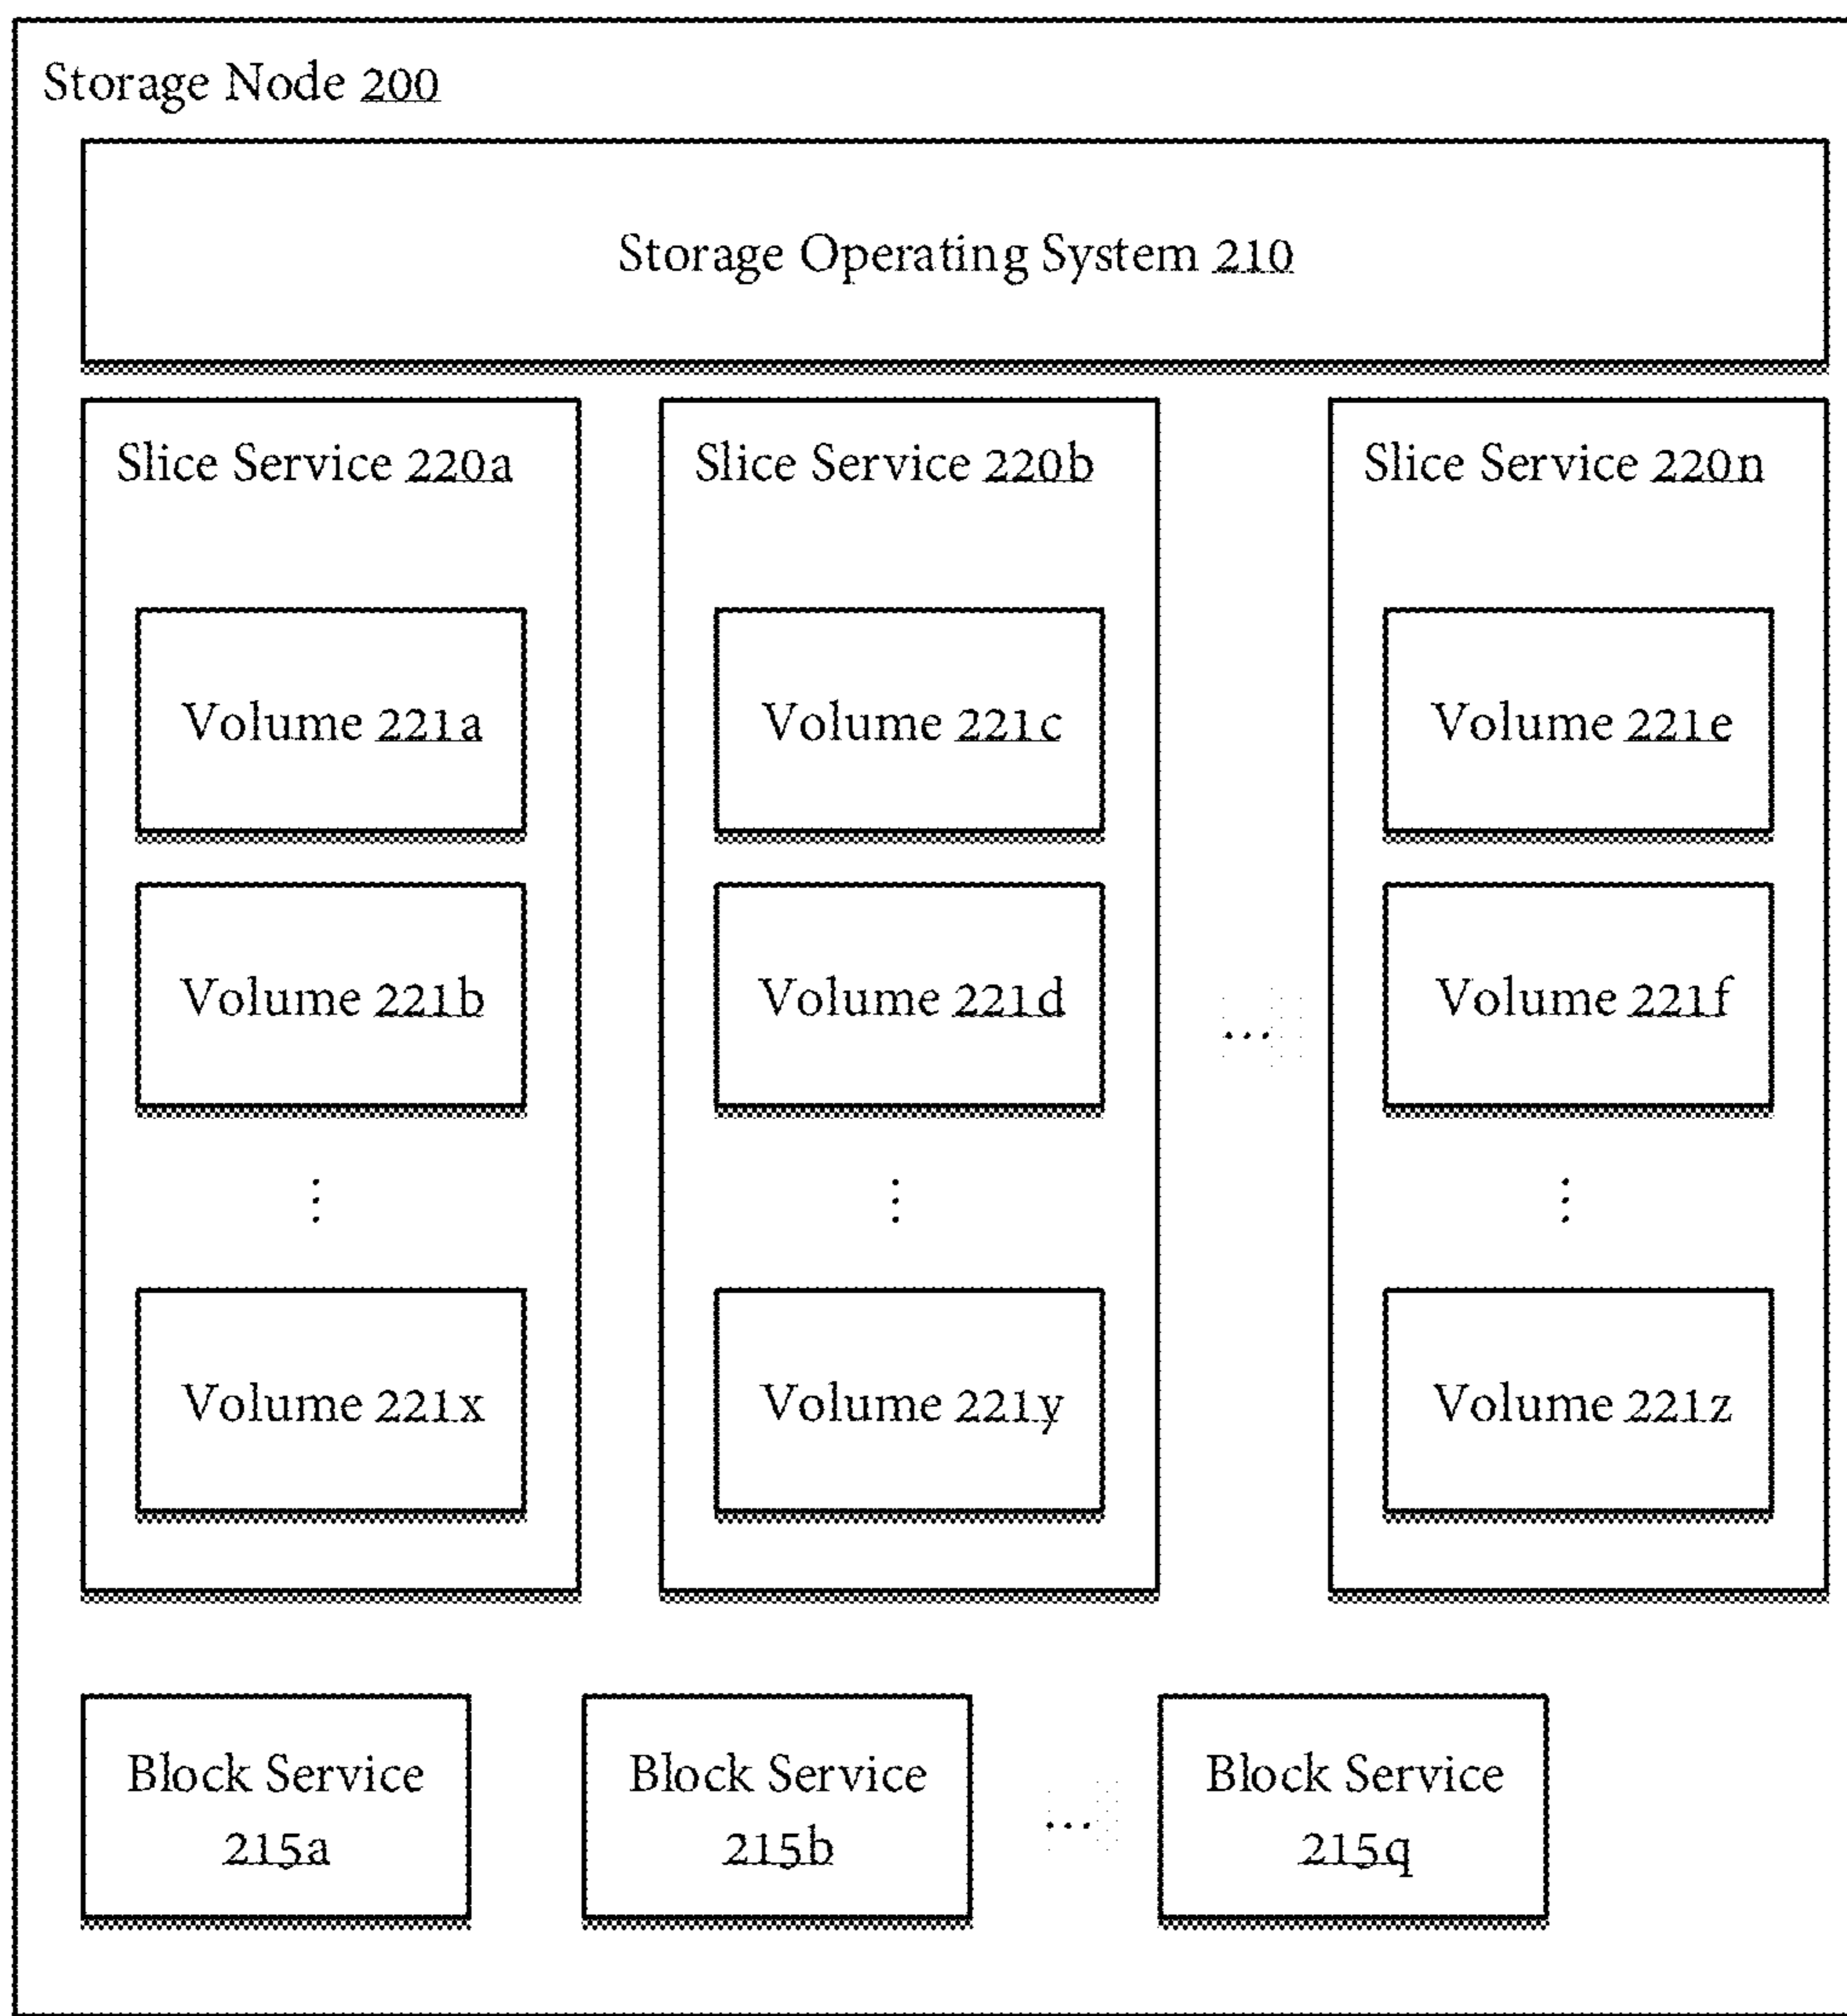 Storage Node 200
Storage Operating System 210
Slice Service 220a
Volume 221a
Volume 221b
⋮
Volume 221x
Slice Service 220b
Volume 221c
Volume 221d
⋮
Volume 221y
...
Slice Service 220n
Volume 221e
Volume 221f
⋮
Volume 221z
Block Service
215a
Block Service
215b
...
Block Service
215q